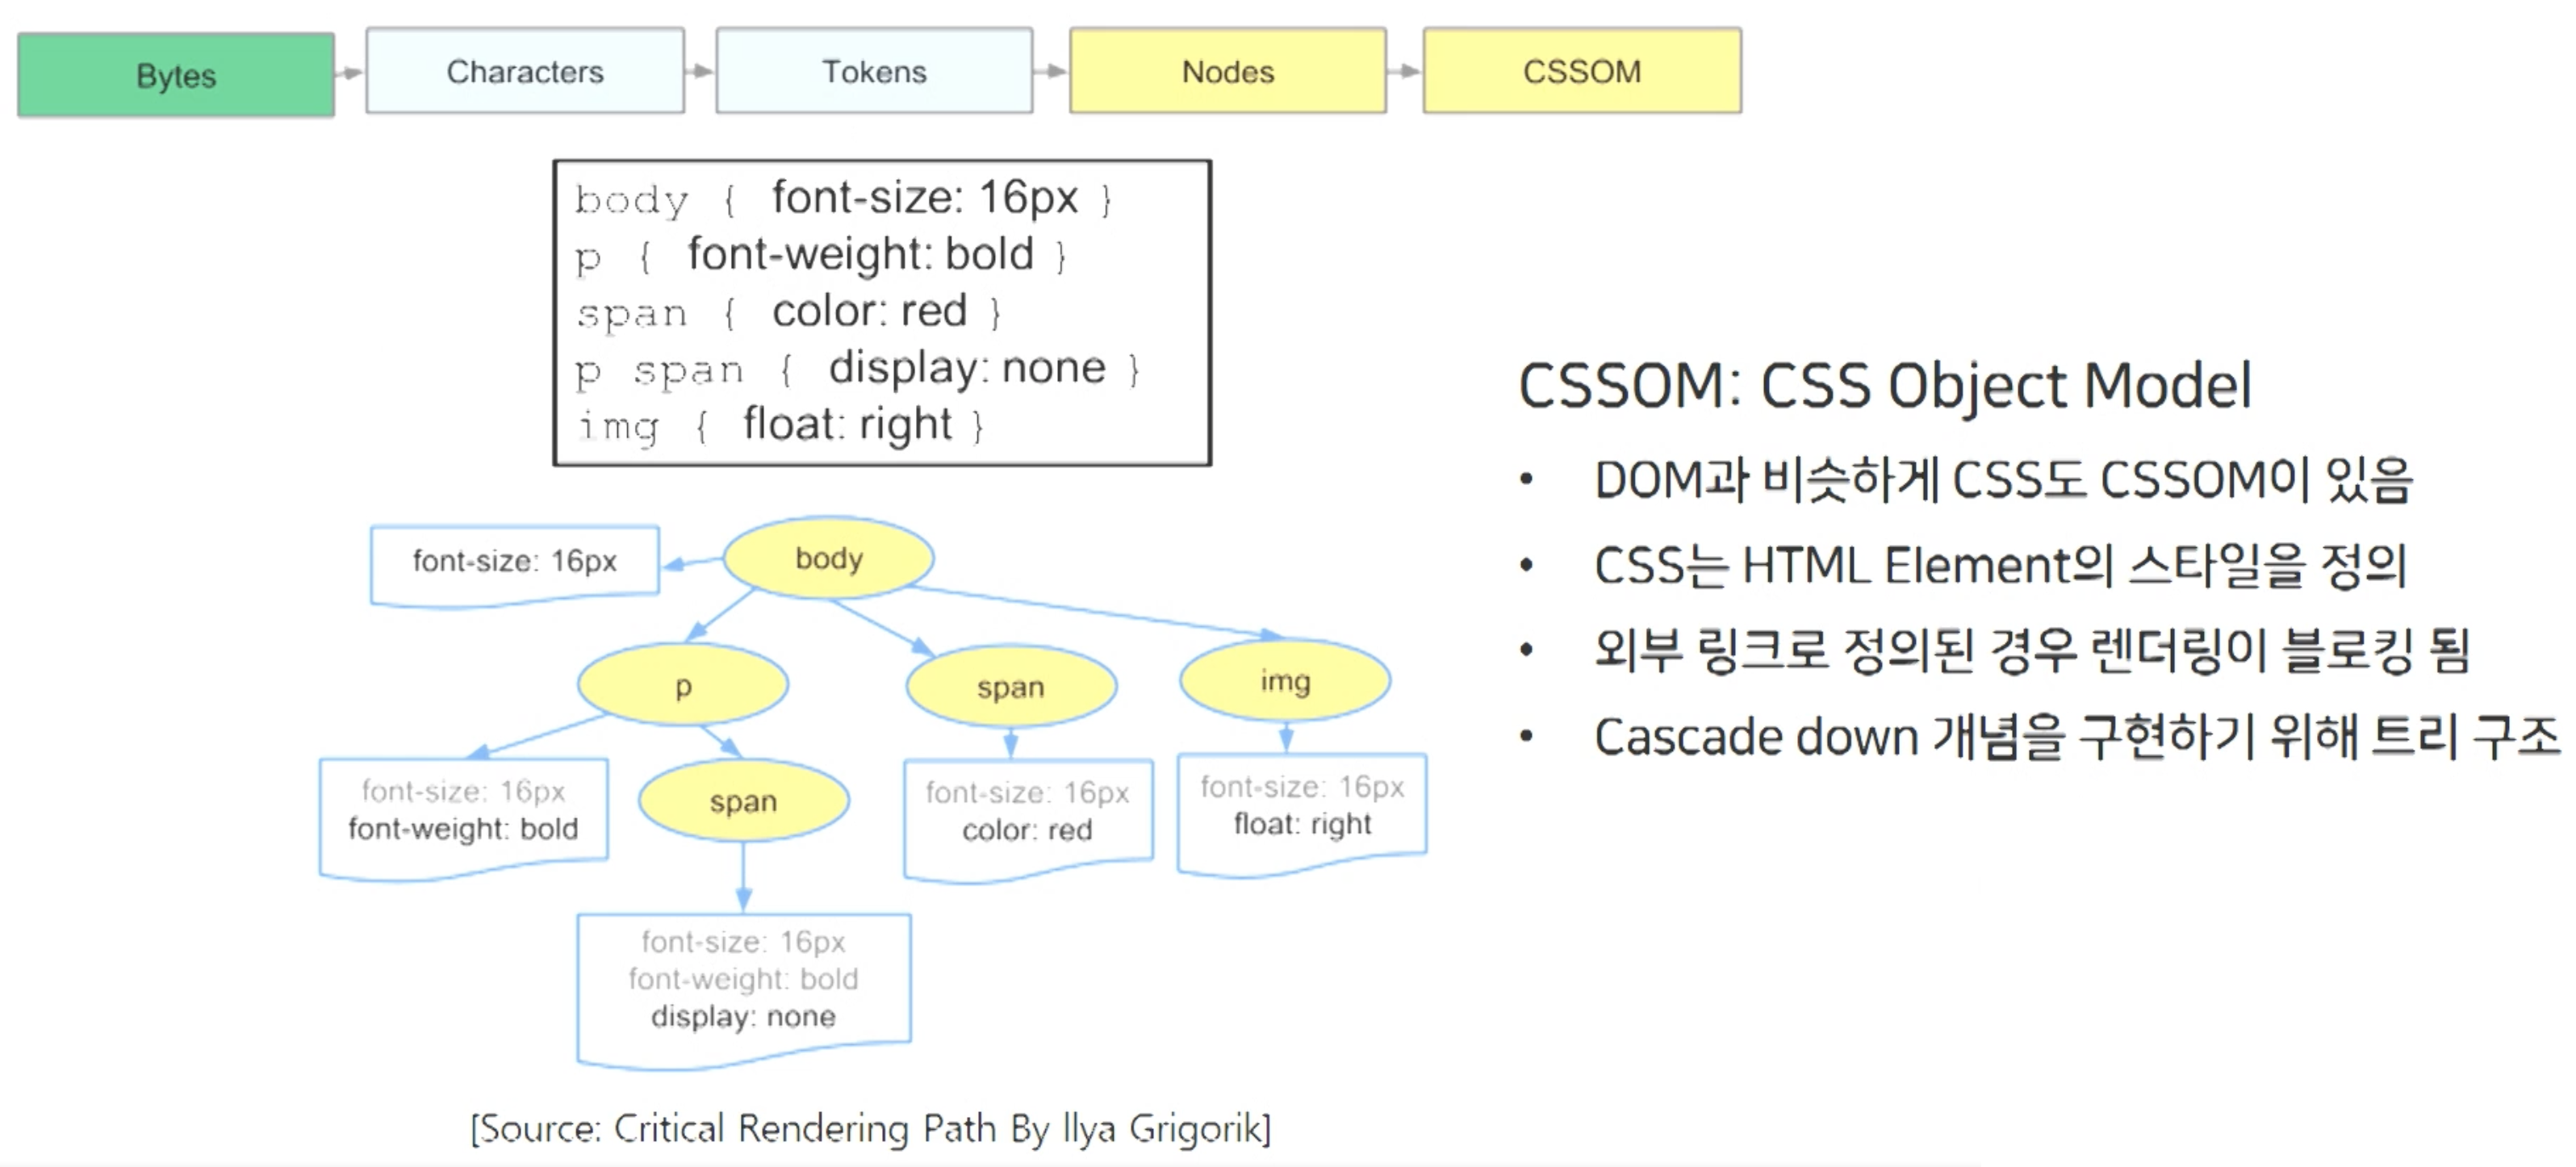 Bytes
Characters
Tokens
Nodes
CSSOM
body { font-size: 16px }
p { font-weight: bold }
span { color: red }
p span { display: none }
img { float: right }
font-size: 16px
body
p
span
img
font-size: 16px
font-weight: bold
span
font-size: 16px
color: red
font-size: 16px
float: right
font-size: 16px
font-weight: bold
display: none
[Source: Critical Rendering Path By Ilya Grigorik]
CSSOM: CSS Object Model
• DOM과 비슷하게 CSS도 CSSOM이 있음
• CSS는 HTML Element의 스타일을 정의
• 외부 링크로 정의된 경우 렌더링이 블로킹 됨
• Cascade down 개념을 구현하기 위해 트리 구조